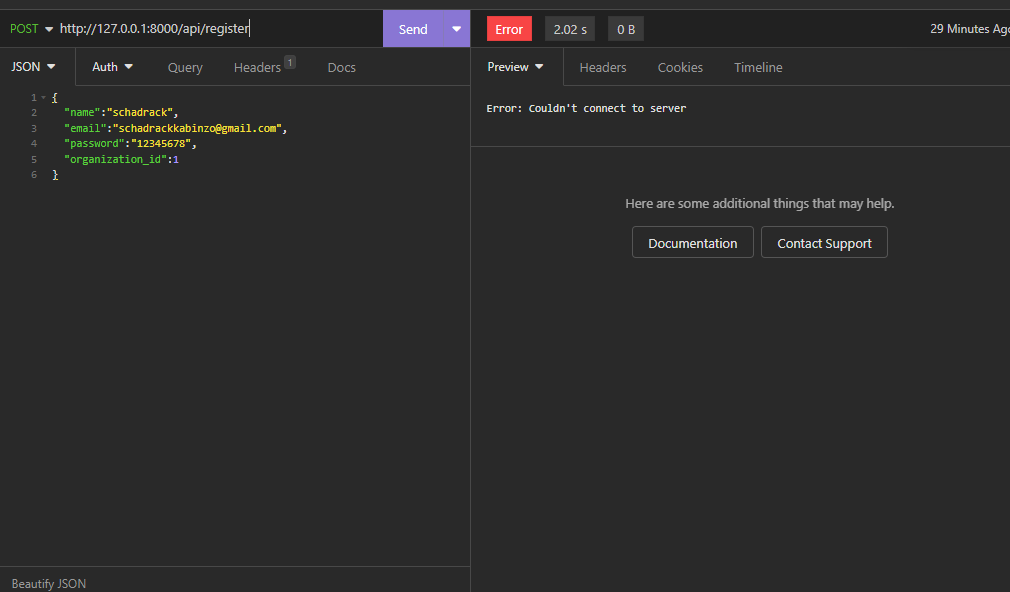 POST http://127.0.0.1:8000/api/register Send Error 2.02 s 0 B 29 Minutes Ago
JSON Auth Query Headers 1 Docs Preview Headers Cookies Timeline
1 {
2 "name":"schadrack",
3 "email":"schadrackkabinzo@gmail.com",
4 "password":"12345678",
5 "organization_id":1
6 }
Beautify JSON
Error: Couldn't connect to server
Here are some additional things that may help.
Documentation Contact Support